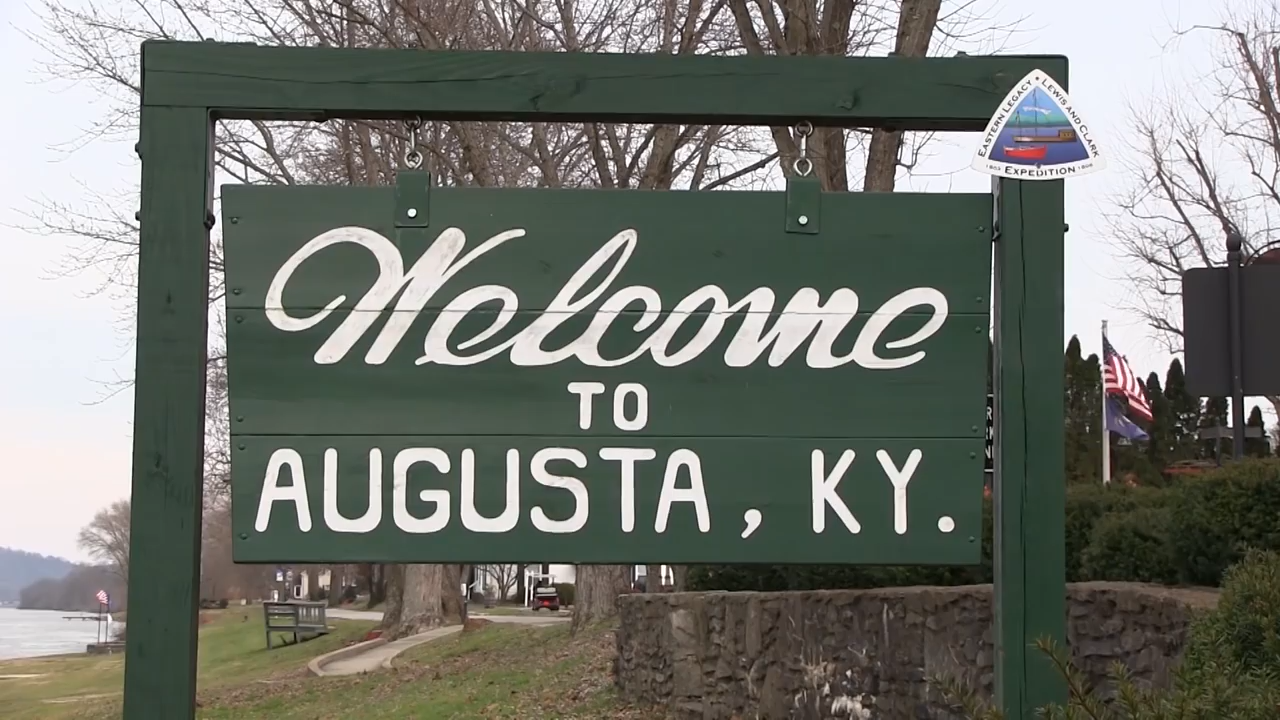 Welcome
TO
AUGUSTA, KY.
EASTERN LEGACY • LEWIS AND CLARK
EXPEDITION